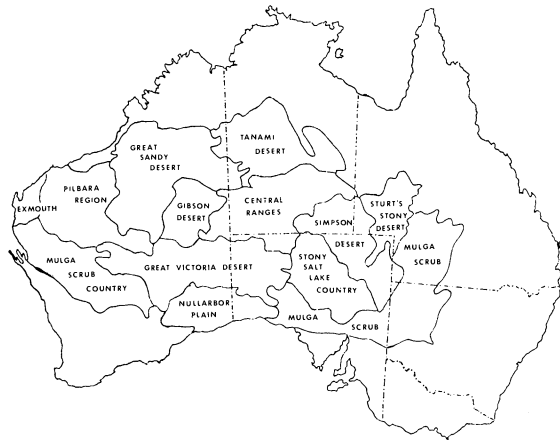 TANAMI
DESERT
GREAT
SANDY
DESERT
PILBARA
REGION
EXMOUTH
GIBSON
DESERT
CENTRAL
RANGES
STURT'S
STONY
DESERT
SIMPSON
DESERT
MULGA
SCRUB
MULGA
SCRUB
COUNTRY
GREAT VICTORIA DESERT
STONY
SALT
LAKE
COUNTRY
NULLARBOR
PLAIN
MULGA SCRUB